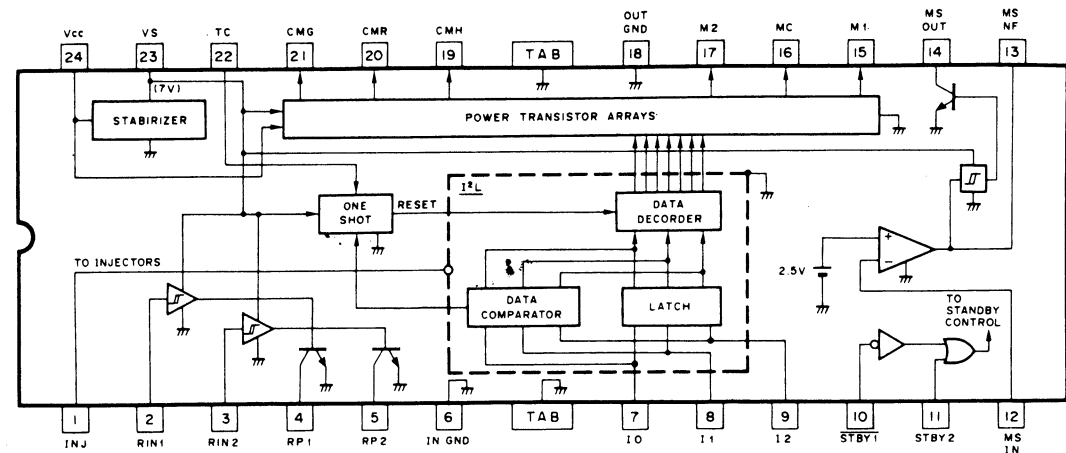 Vcc VS TC CMG CMR CMH OUT GND M2 MC M1 MS OUT MS NF
24 23 22 21 20 19 TAB 18 17 16 15 14 13
(7V)
STABIRIZER
POWER TRANSISTOR ARRAYS
I²L
ONE SHOT
RESET
DATA DECORDER
TO INJECTORS
DATA COMPARATOR
LATCH
2.5V
+
−
TO STANDBY CONTROL
1 2 3 4 5 6 TAB 7 8 9 10 11 12
INJ RIN1 RIN2 RP1 RP2 IN GND I0 I1 I2 STBY1 STBY2 MS IN